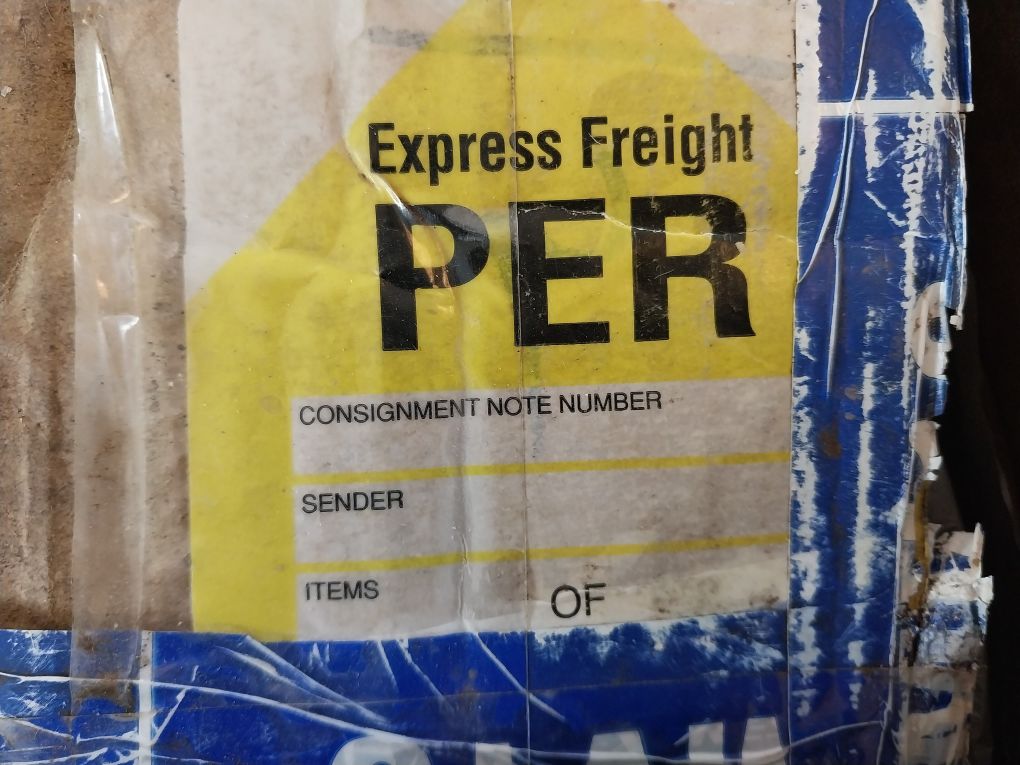 Express Freight
PER
CONSIGNMENT NOTE NUMBER
SENDER
ITEMS OF